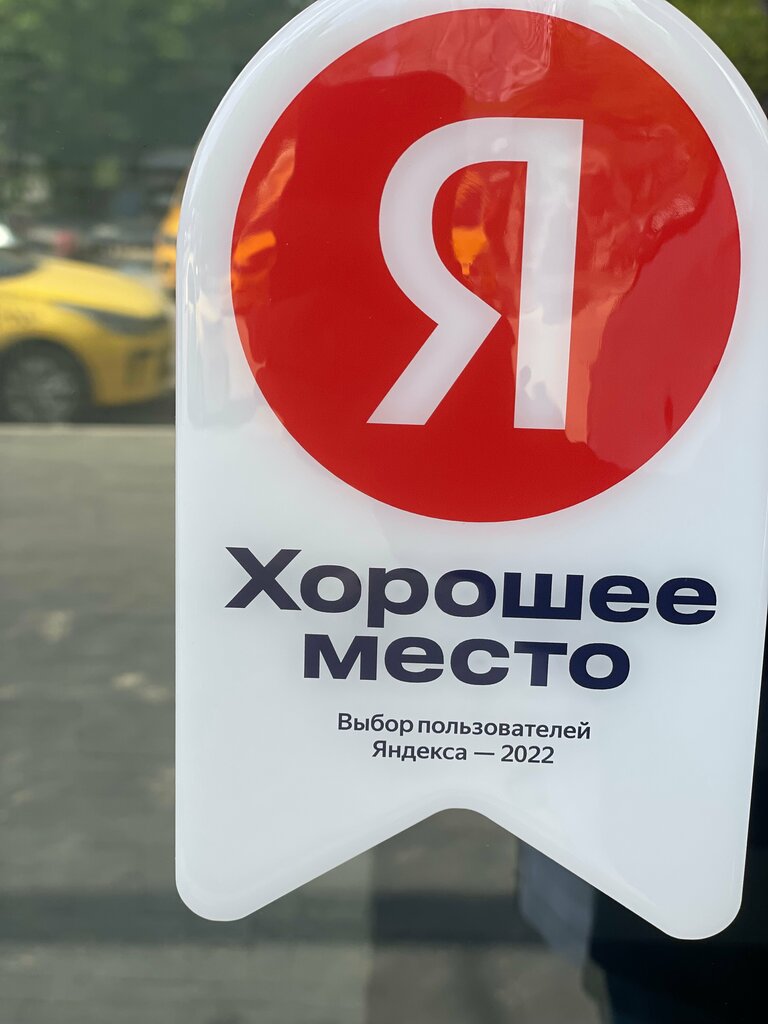 Я
Хорошее
место
Выбор пользователей
Яндекса — 2022